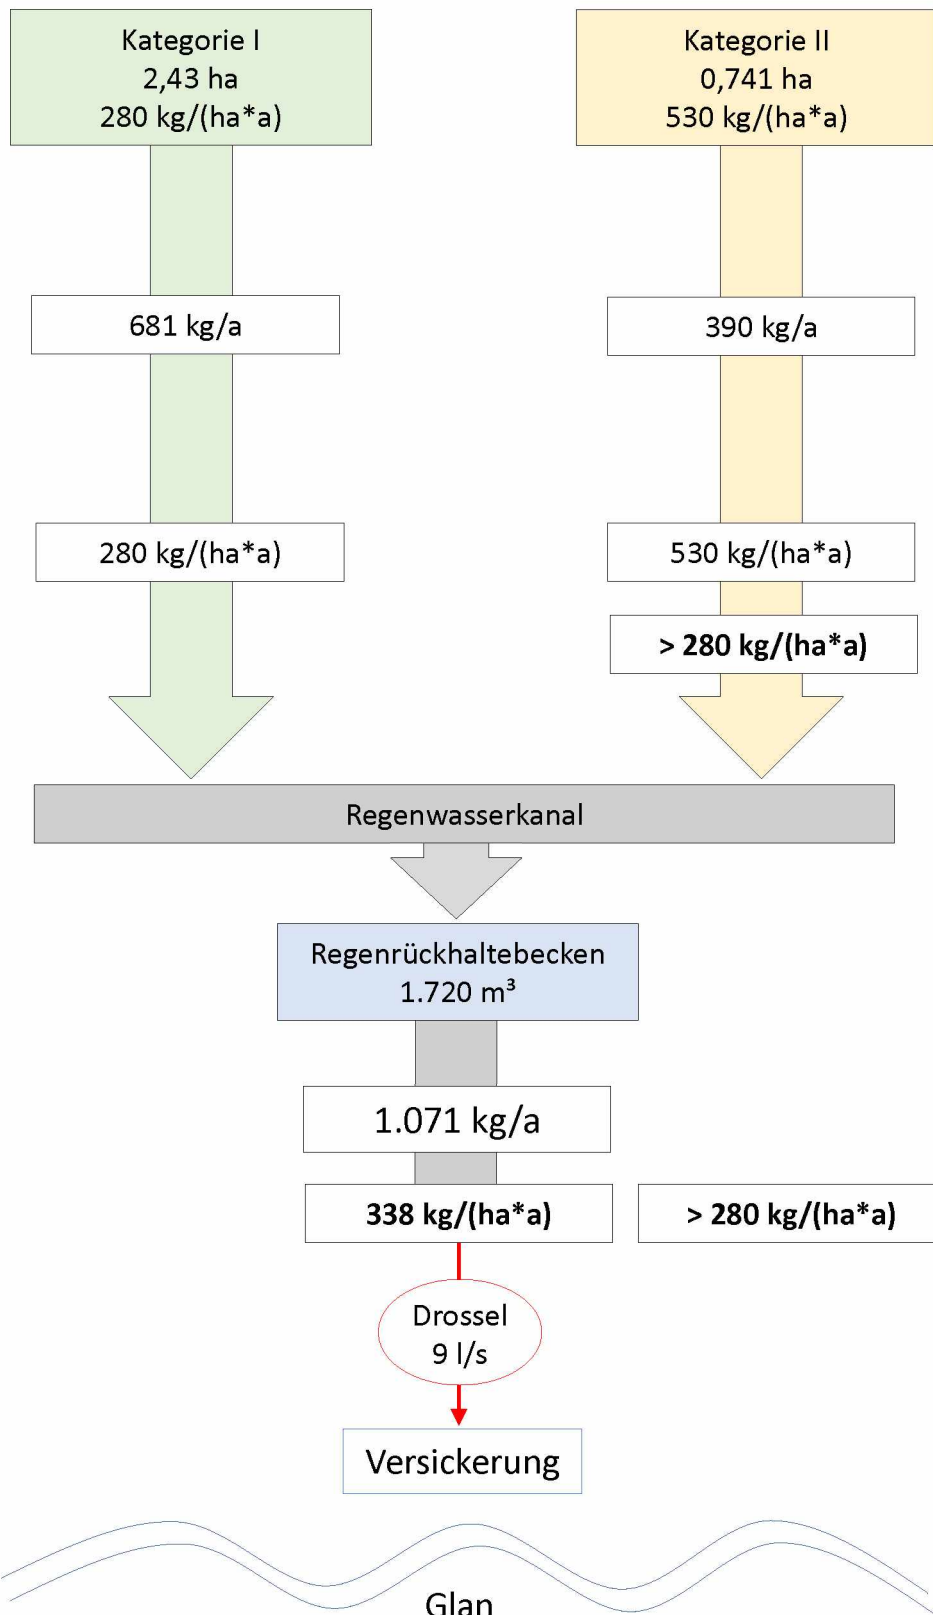 Kategorie I
2,43 ha
280 kg/(ha*a)
Kategorie II
0,741 ha
530 kg/(ha*a)
681 kg/a
390 kg/a
280 kg/(ha*a)
530 kg/(ha*a)
> 280 kg/(ha*a)
Regenwasserkanal
Regenrückhaltebecken
1.720 m³
1.071 kg/a
338 kg/(ha*a)
> 280 kg/(ha*a)
Drossel
9 l/s
Versickerung
Glan